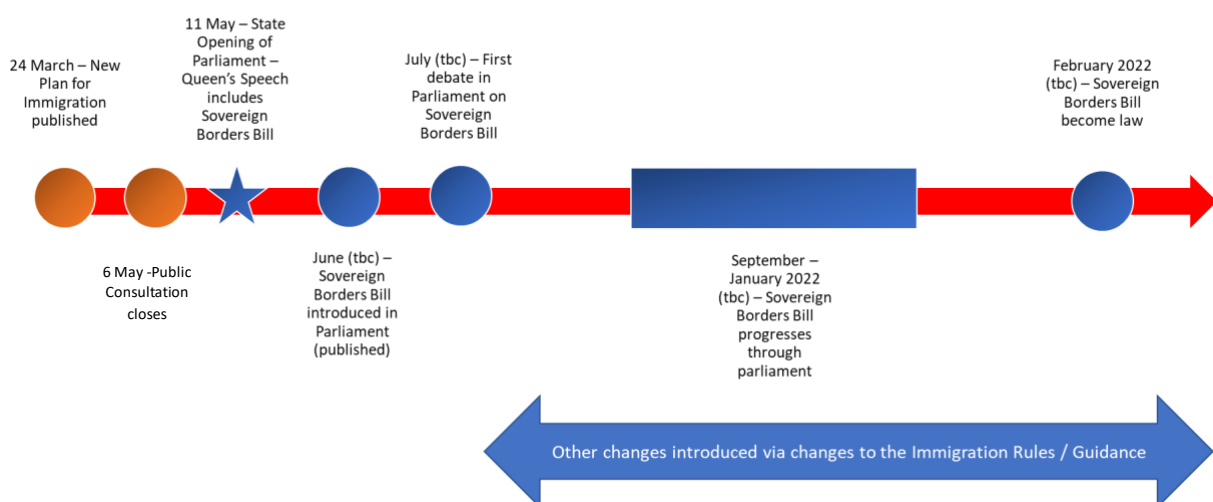 24 March – New
Plan for
Immigration
published
6 May -Public
Consultation
closes
11 May – State
Opening of
Parliament –
Queen’s Speech
includes
Sovereign
Borders Bill
June (tbc) –
Sovereign
Borders Bill
introduced in
Parliament
(published)
July (tbc) – First
debate in
Parliament on
Sovereign
Borders Bill
September –
January 2022
(tbc) – Sovereign
Borders Bill
progresses
through
parliament
February 2022
(tbc) – Sovereign
Borders Bill
become law
Other changes introduced via changes to the Immigration Rules / Guidance